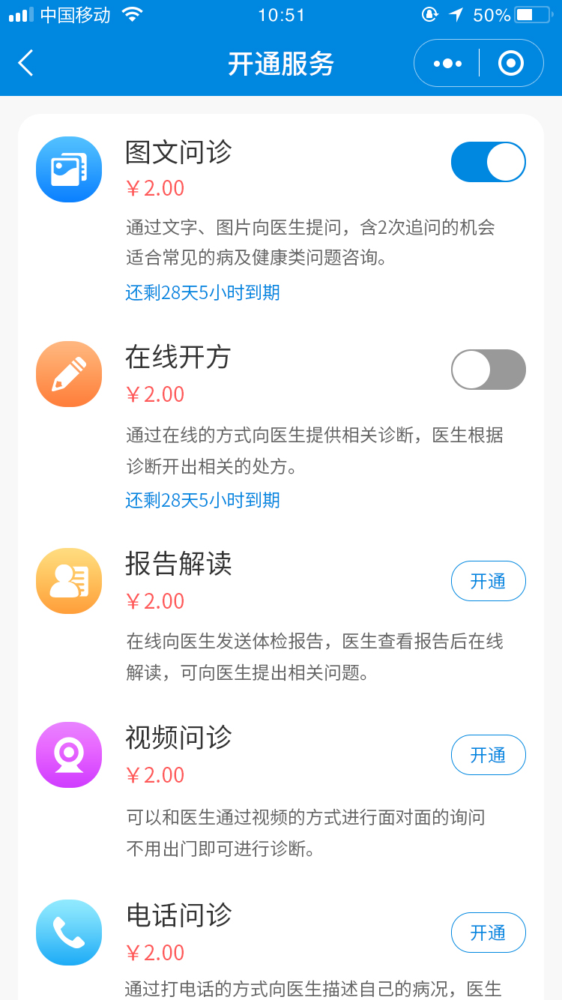 中国移动
10:51
50%
开通服务
图文问诊
￥2.00
通过文字、图片向医生提问，含2次追问的机会
适合常见的病及健康类问题咨询。
还剩28天5小时到期
在线开方
￥2.00
通过在线的方式向医生提供相关诊断，医生根据
诊断开出相关的处方。
还剩28天5小时到期
报告解读
￥2.00
开通
在线向医生发送体检报告，医生查看报告后在线
解读，可向医生提出相关问题。
视频问诊
￥2.00
开通
可以和医生通过视频的方式进行面对面的询问
不用出门即可进行诊断。
电话问诊
￥2.00
开通
通过打电话的方式向医生描述自己的病况，医生